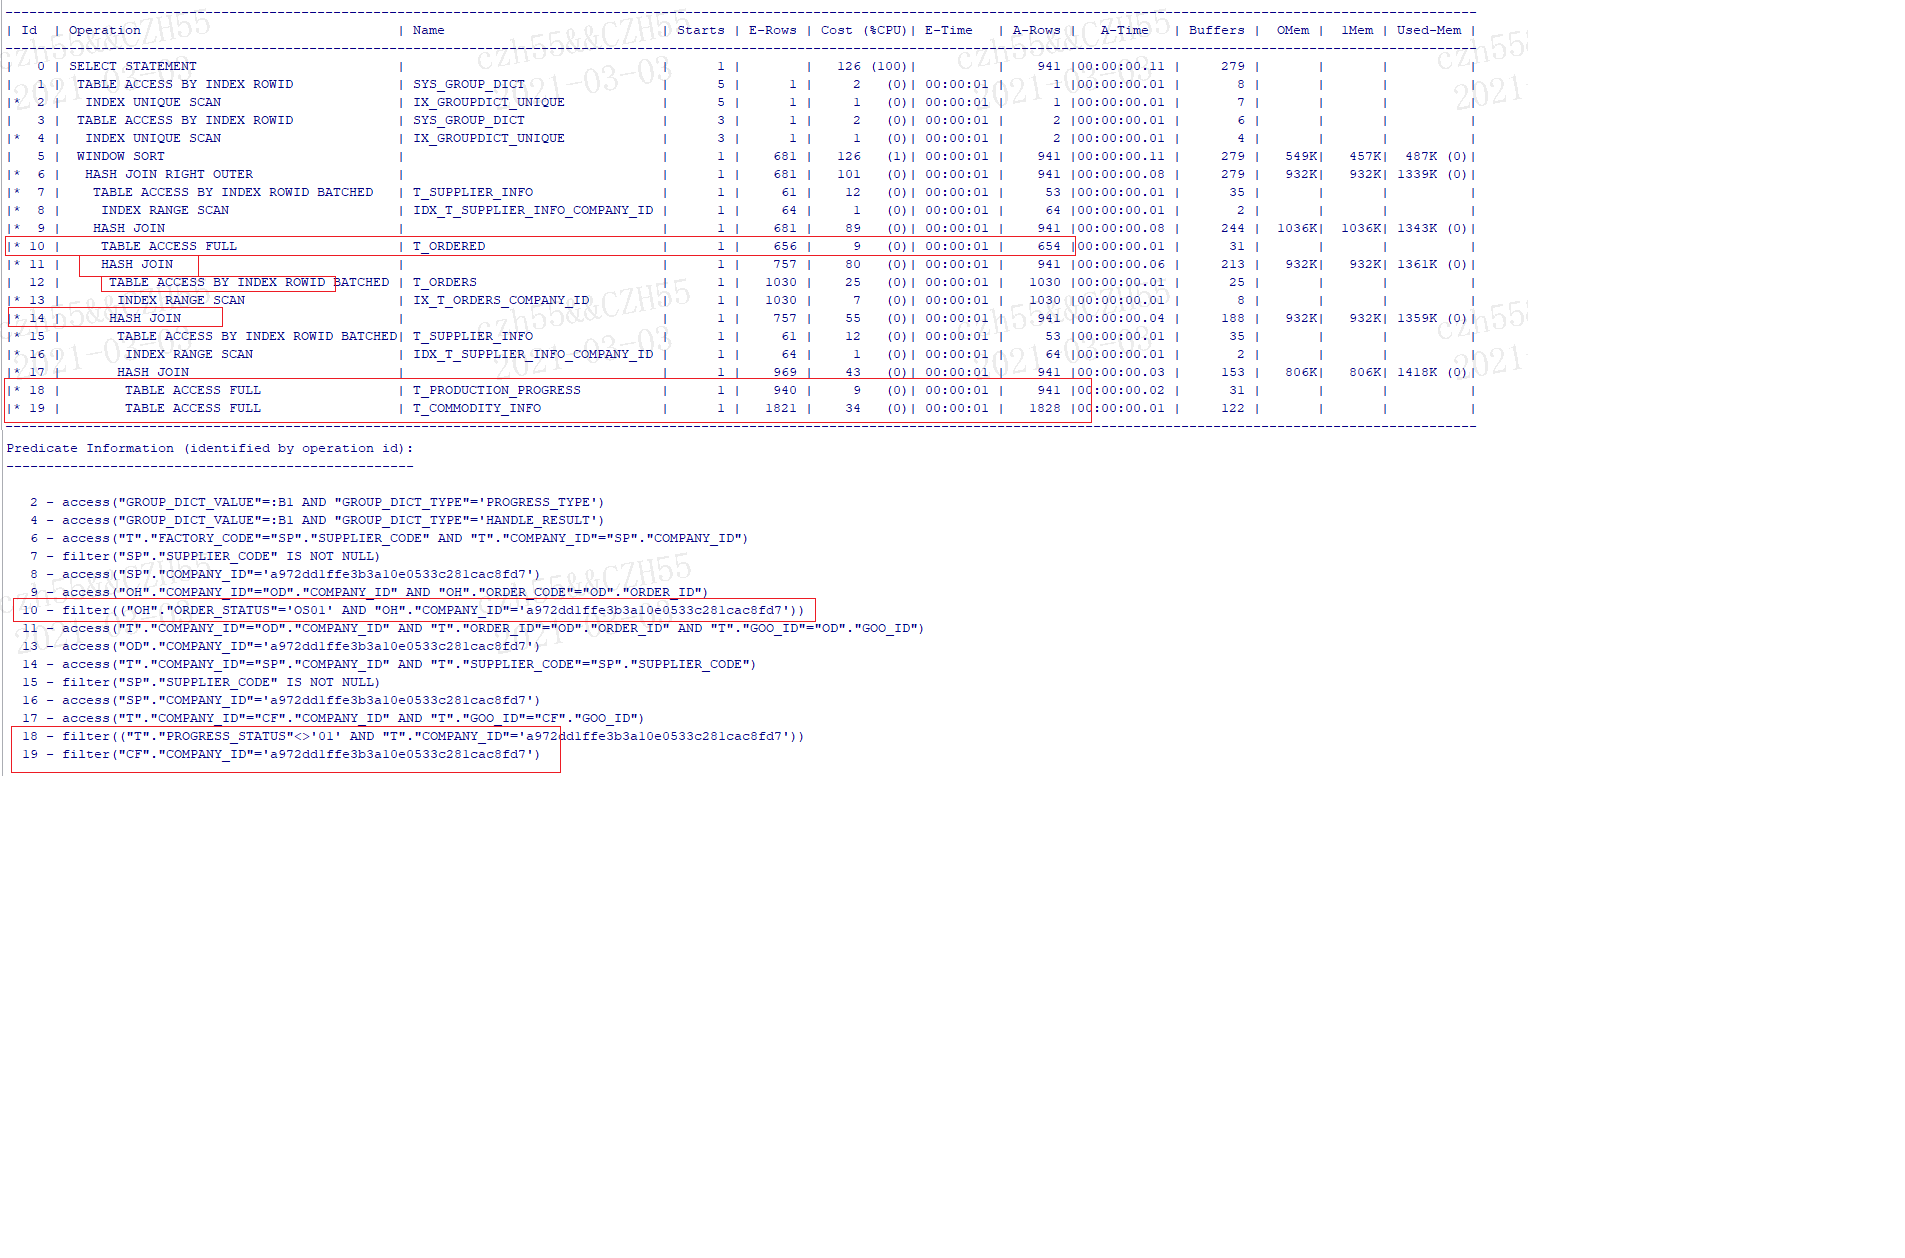 | Id | Operation | Name | Starts | E-Rows | Cost (%CPU)| E-Time | A-Rows | A-Time | Buffers | OMem | 1Mem | Used-Mem |
| 0 | SELECT STATEMENT | | 1 | | 126 (100)| | 941 |00:00:00.11 | 279 | | | |
| 1 | TABLE ACCESS BY INDEX ROWID | SYS_GROUP_DICT | 5 | 1 | 2 (0)| 00:00:01 | 1 |00:00:00.01 | 8 | | | |
|* 2 | INDEX UNIQUE SCAN | IX_GROUPDICT_UNIQUE | 5 | 1 | 1 (0)| 00:00:01 | 1 |00:00:00.01 | 7 | | | |
| 3 | TABLE ACCESS BY INDEX ROWID | SYS_GROUP_DICT | 3 | 1 | 2 (0)| 00:00:01 | 2 |00:00:00.01 | 6 | | | |
|* 4 | INDEX UNIQUE SCAN | IX_GROUPDICT_UNIQUE | 3 | 1 | 1 (0)| 00:00:01 | 2 |00:00:00.01 | 4 | | | |
| 5 | WINDOW SORT | | 1 | 681 | 126 (1)| 00:00:01 | 941 |00:00:00.11 | 279 | 549K| 457K| 487K (0)|
|* 6 | HASH JOIN RIGHT OUTER | | 1 | 681 | 101 (0)| 00:00:01 | 941 |00:00:00.08 | 279 | 932K| 932K| 1339K (0)|
|* 7 | TABLE ACCESS BY INDEX ROWID BATCHED | T_SUPPLIER_INFO | 1 | 61 | 12 (0)| 00:00:01 | 53 |00:00:00.01 | 35 | | | |
|* 8 | INDEX RANGE SCAN | IDX_T_SUPPLIER_INFO_COMPANY_ID | 1 | 64 | 1 (0)| 00:00:01 | 64 |00:00:00.01 | 2 | | | |
|* 9 | HASH JOIN | | 1 | 681 | 89 (0)| 00:00:01 | 941 |00:00:00.08 | 244 | 1036K| 1036K| 1343K (0)|
|* 10 | TABLE ACCESS FULL | T_ORDERED | 1 | 656 | 9 (0)| 00:00:01 | 654 |00:00:00.01 | 31 | | | |
|* 11 | HASH JOIN | | 1 | 757 | 80 (0)| 00:00:01 | 941 |00:00:00.06 | 213 | 932K| 932K| 1361K (0)|
| 12 | TABLE ACCESS BY INDEX ROWID BATCHED | T_ORDERS | 1 | 1030 | 25 (0)| 00:00:01 | 1030 |00:00:00.01 | 25 | | | |
|* 13 | INDEX RANGE SCAN | IX_T_ORDERS_COMPANY_ID | 1 | 1030 | 7 (0)| 00:00:01 | 1030 |00:00:00.01 | 8 | | | |
|* 14 | HASH JOIN | | 1 | 757 | 55 (0)| 00:00:01 | 941 |00:00:00.04 | 188 | 932K| 932K| 1359K (0)|
|* 15 | TABLE ACCESS BY INDEX ROWID BATCHED| T_SUPPLIER_INFO | 1 | 61 | 12 (0)| 00:00:01 | 53 |00:00:00.01 | 35 | | | |
|* 16 | INDEX RANGE SCAN | IDX_T_SUPPLIER_INFO_COMPANY_ID | 1 | 64 | 1 (0)| 00:00:01 | 64 |00:00:00.01 | 2 | | | |
|* 17 | HASH JOIN | | 1 | 969 | 43 (0)| 00:00:01 | 941 |00:00:00.03 | 153 | 806K| 806K| 1418K (0)|
|* 18 | TABLE ACCESS FULL | T_PRODUCTION_PROGRESS | 1 | 940 | 9 (0)| 00:00:01 | 941 |00:00:00.02 | 31 | | | |
|* 19 | TABLE ACCESS FULL | T_COMMODITY_INFO | 1 | 1821 | 34 (0)| 00:00:01 | 1828 |00:00:00.01 | 122 | | | |
Predicate Information (identified by operation id):
2 - access("GROUP_DICT_VALUE"=:B1 AND "GROUP_DICT_TYPE"='PROGRESS_TYPE')
4 - access("GROUP_DICT_VALUE"=:B1 AND "GROUP_DICT_TYPE"='HANDLE_RESULT')
6 - access("T"."FACTORY_CODE"="SP"."SUPPLIER_CODE" AND "T"."COMPANY_ID"="SP"."COMPANY_ID")
7 - filter("SP"."SUPPLIER_CODE" IS NOT NULL)
8 - access("SP"."COMPANY_ID"='a972dd1ffe3b3a10e0533c281cac8fd7')
9 - access("OH"."COMPANY_ID"="OD"."COMPANY_ID" AND "OH"."ORDER_CODE"="OD"."ORDER_ID")
10 - filter(("OH"."ORDER_STATUS"='OS01' AND "OH"."COMPANY_ID"='a972dd1ffe3b3a10e0533c281cac8fd7'))
11 - access("T"."COMPANY_ID"="OD"."COMPANY_ID" AND "T"."ORDER_ID"="OD"."ORDER_ID" AND "T"."GOO_ID"="OD"."GOO_ID")
13 - access("OD"."COMPANY_ID"='a972dd1ffe3b3a10e0533c281cac8fd7')
14 - access("T"."COMPANY_ID"="SP"."COMPANY_ID" AND "T"."SUPPLIER_CODE"="SP"."SUPPLIER_CODE")
15 - filter("SP"."SUPPLIER_CODE" IS NOT NULL)
16 - access("SP"."COMPANY_ID"='a972dd1ffe3b3a10e0533c281cac8fd7')
17 - access("T"."COMPANY_ID"="CF"."COMPANY_ID" AND "T"."GOO_ID"="CF"."GOO_ID")
18 - filter(("T"."PROGRESS_STATUS"<>'01' AND "T"."COMPANY_ID"='a972dd1ffe3b3a10e0533c281cac8fd7'))
19 - filter("CF"."COMPANY_ID"='a972dd1ffe3b3a10e0533c281cac8fd7')
czh55&&CZH55
2021-03-03